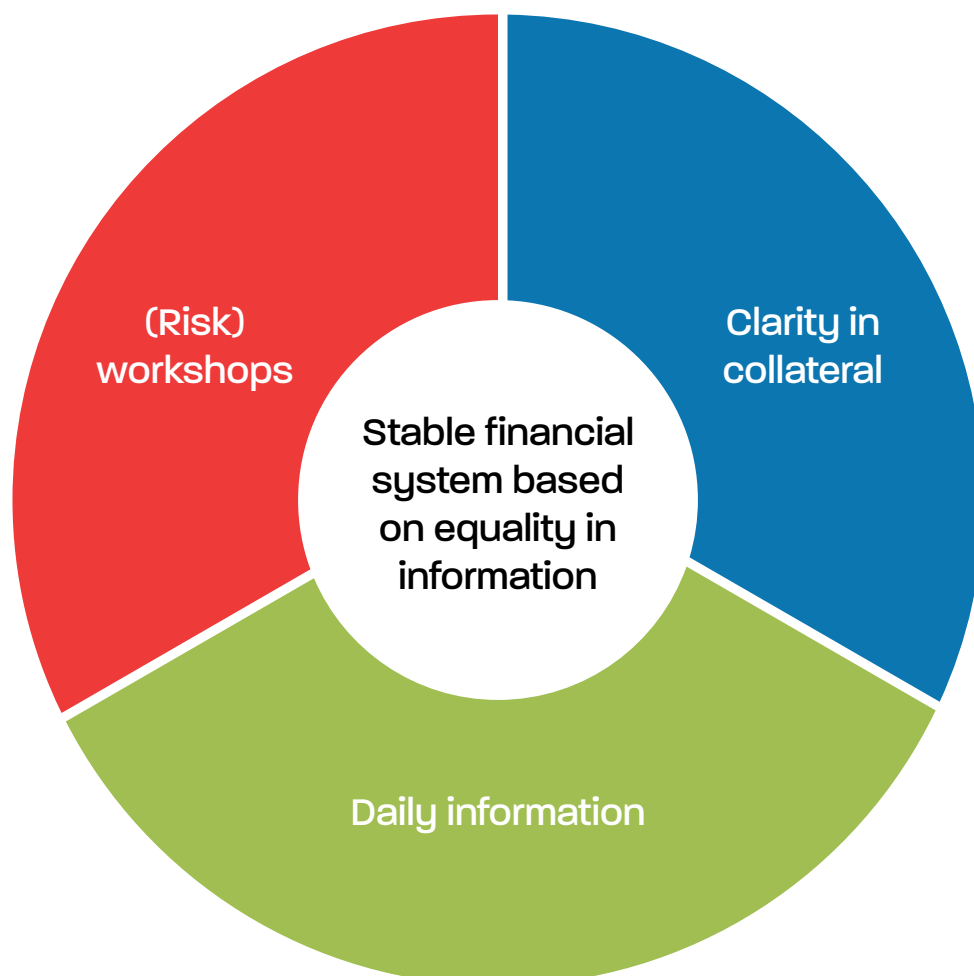 (Risk)
workshops
Clarity in
collateral
Stable financial
system based
on equality in
information
Daily information